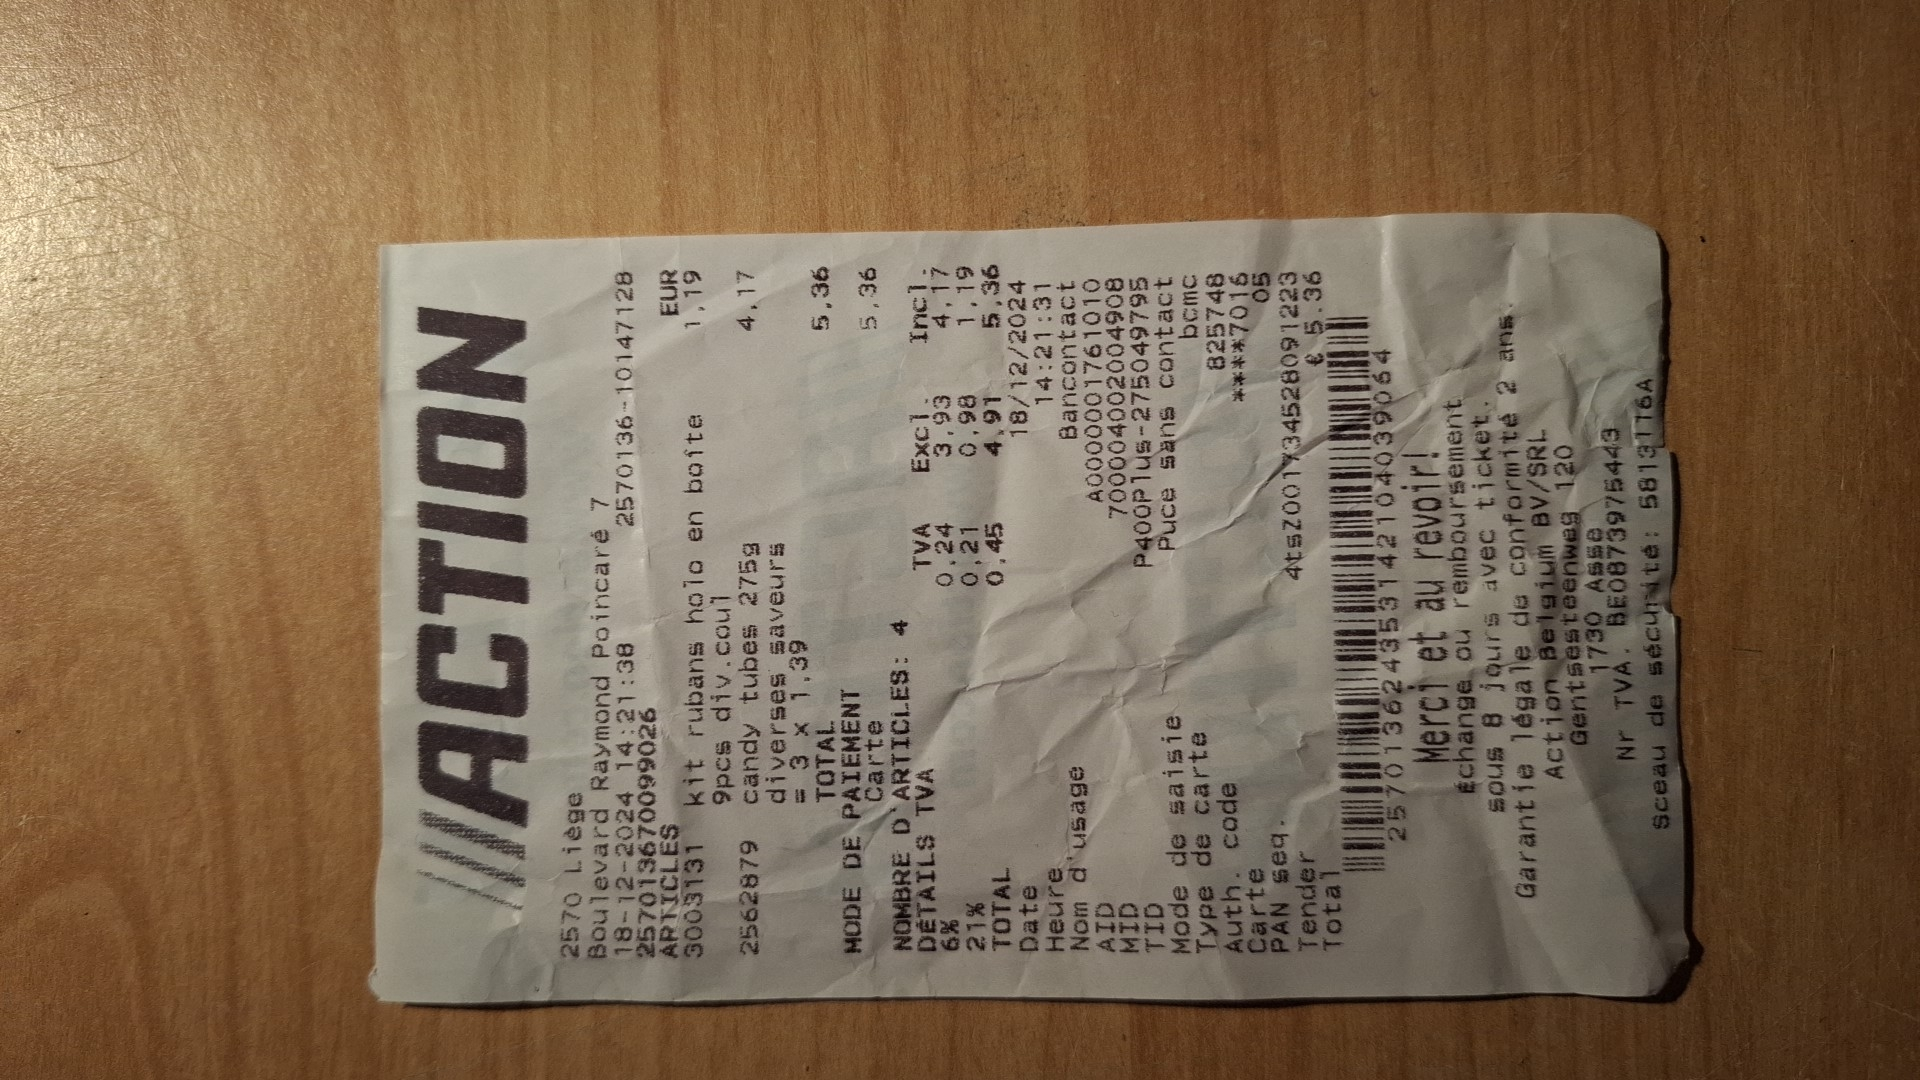 ACTION
2570 Liège
Boulevard Raymond Poincaré 7
18-12-2024 14:21:38 2570136-10147128
257013670099026
ARTICLES EUR
3003131 kit rubans holo en boîte 1,19
9pcs div.coul
2562879 candy tubes 275g 4,17
diverses saveurs
= 3 x 1.39
TOTAL 5,36
MODE DE PAIEMENT
Carte 5,36
NOMBRE D'ARTICLES: 4
DÉTAILS TVA TVA Excl. Incl.
6% 0.24 3.93 4,17
21% 0.21 0.98 1,19
TOTAL 0.45 4.91 5,36
Date 18/12/2024
Heure 14:21:31
Nom d'usage Bancontact
AID A0000001761010
MID 700004002004908
TID P400Plus-275049795
Mode de saisie Puce sans contact
Type de carte bcmc
Auth. code 825748
Carte ****7016
PAN seq. 05
Tender 4tsZ001734528091223
Total € 5.36
2570136243531421040439064
Merci et au revoir!
Échange ou remboursement
sous 8 jours avec ticket.
Garantie légale de conformité 2 ans.
Action Belgium BV/SRL
Gentsesteenweg 120
1730 Asse
Nr TVA. BE0873975443
Sceau de sécurité: